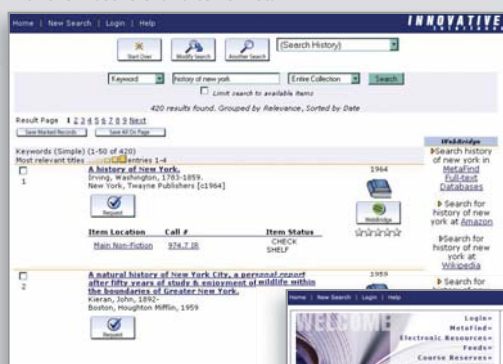 Home | New Search | Login | Help
INNOVATIVE
interfaces
Start Over
Modify Search
Another Search
(Search History)
Keyword
history of new york
Entire Collection
Search
Limit search to available items
420 results found. Grouped by Relevance, Sorted by Date
Result Page 1 2 3 4 5 6 7 8 9 Next
Save Marked Records
Save All On Page
Keywords (Simple) (1-50 of 420)
Most relevant titles entries 1-4
1
A history of New York.
Irving, Washington, 1783-1859.
New York, Twayne Publishers [c1964]
1964
Request
WebBridge
Item Location Call # Item Status
Main Non-Fiction 974.7 IR CHECK
SHELF
2
A natural history of New York City, a personal report
after fifty years of study & enjoyment of wildlife within
the boundaries of Greater New York.
Kieran, John, 1892-
Boston, Houghton Mifflin, 1959
1959
Request
WebBridge
Search history
of new york in
MetaFind
Full-text
Databases
Search for
history of new
york at Amazon
Search for
history of new
york at
Wikipedia
Search for
history of new
Home | New Search | Login | Help
WELCOME
Login»
MetaFind»
Electronic Resources»
Feeds»
Course Reserves»